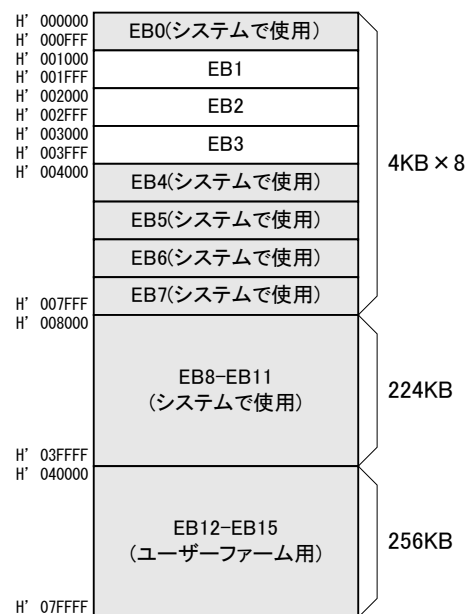 H’ 000000
EB0(システムで使用)
H’ 000FFF
H’ 001000
EB1
H’ 001FFF
H’ 002000
EB2
H’ 002FFF
H’ 003000
EB3
H’ 003FFF
H’ 004000
EB4(システムで使用)
EB5(システムで使用)
EB6(システムで使用)
EB7(システムで使用)
H’ 007FFF
4KB×8
H’ 008000
EB8-EB11
(システムで使用)
224KB
H’ 03FFFF
H’ 040000
EB12-EB15
(ユーザーファーム用)
256KB
H’ 07FFFF